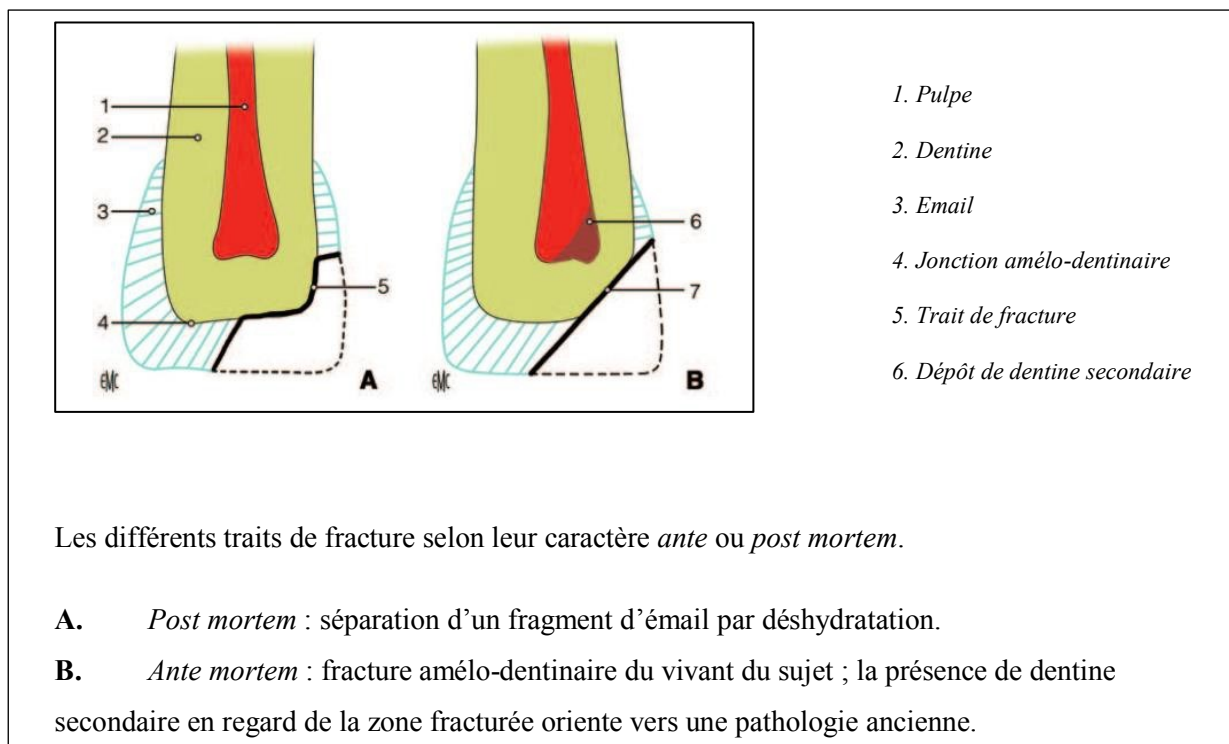 1
2
3
4
5
6
7
EMC
A
EMC
B
1. Pulpe
2. Dentine
3. Email
4. Jonction amélo-dentinaire
5. Trait de fracture
6. Dépôt de dentine secondaire
Les différents traits de fracture selon leur caractère ante ou post mortem.
A. Post mortem : séparation d'un fragment d'émail par déshydratation.
B. Ante mortem : fracture amélo-dentinaire du vivant du sujet ; la présence de dentine
secondaire en regard de la zone fracturée oriente vers une pathologie ancienne.